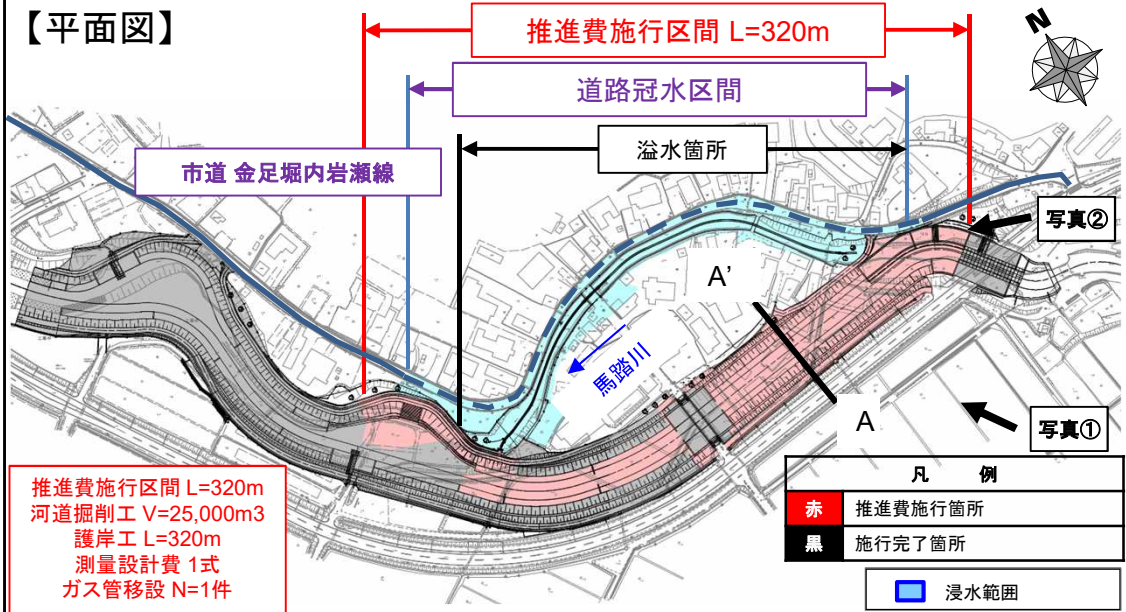 【平面図】
推進費施行区間 L=320m
N
道路冠水区間
溢水箇所
市道 金足堀内岩瀬線
写真②
A’
馬踏川
A
写真①
推進費施行区間 L=320m
河道掘削工 V=25,000m3
護岸工 L=320m
測量設計費 1式
ガス管移設 N=1件
凡 例
赤 推進費施行箇所
黒 施行完了箇所
浸水範囲